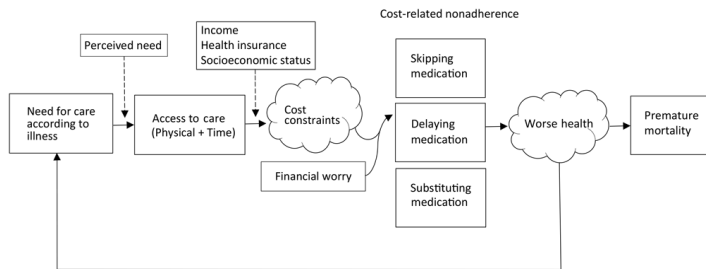 Cost-related nonadherence
Perceived need
Income
Health insurance
Socioeconomic status
Need for care
according to
illness
Access to care
(Physical + Time)
Cost
constraints
Financial worry
Skipping
medication
Delaying
medication
Substituting
medication
Worse health
Premature
mortality